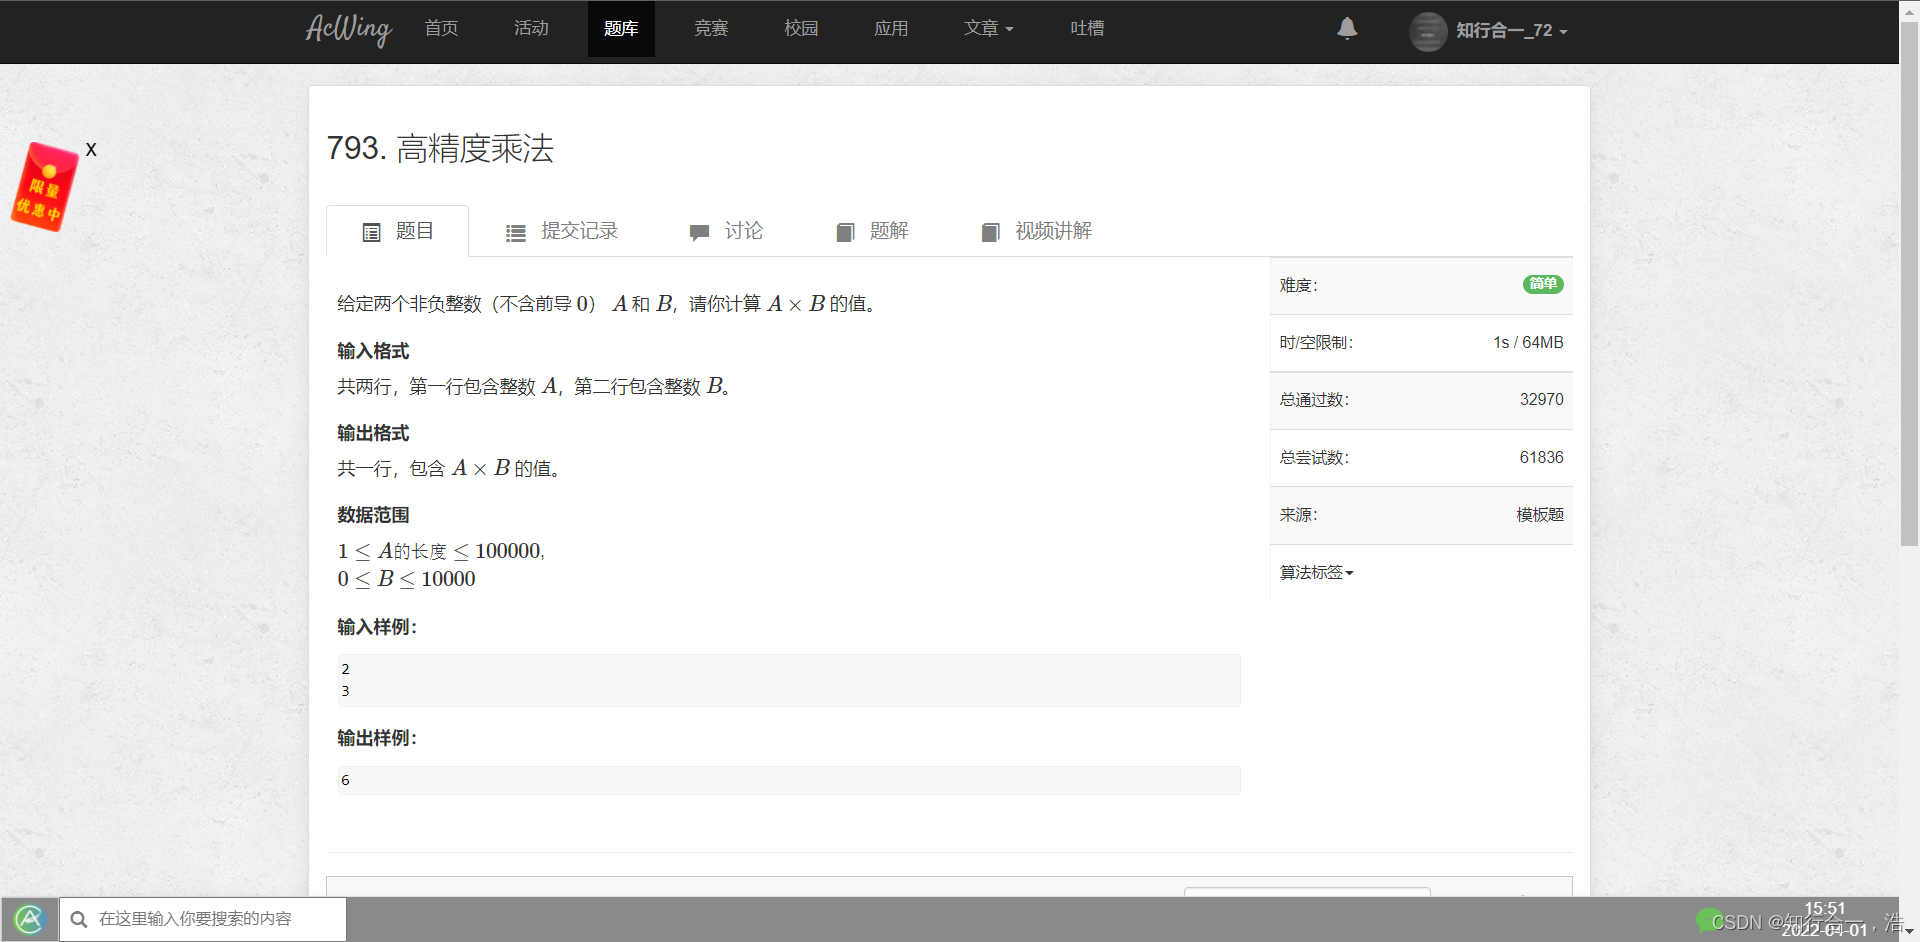 AcWing 首页 活动 题库 竞赛 校园 应用 文章 吐槽 知行合一_72
限量
优惠中
X
793. 高精度乘法
题目 提交记录 讨论 题解 视频讲解
给定两个非负整数（不含前导 0） A 和 B，请你计算 A × B 的值。
输入格式
共两行，第一行包含整数 A，第二行包含整数 B。
输出格式
共一行，包含 A × B 的值。
数据范围
1 ≤ A的长度 ≤ 100000,
0 ≤ B ≤ 10000
输入样例：
2
3
输出样例：
6
难度： 简单
时/空限制： 1s / 64MB
总通过数： 32970
总尝试数： 61836
来源： 模板题
算法标签
在这里输入你要搜索的内容
15:51
CSDN @知行合一，浩
2022-04-01